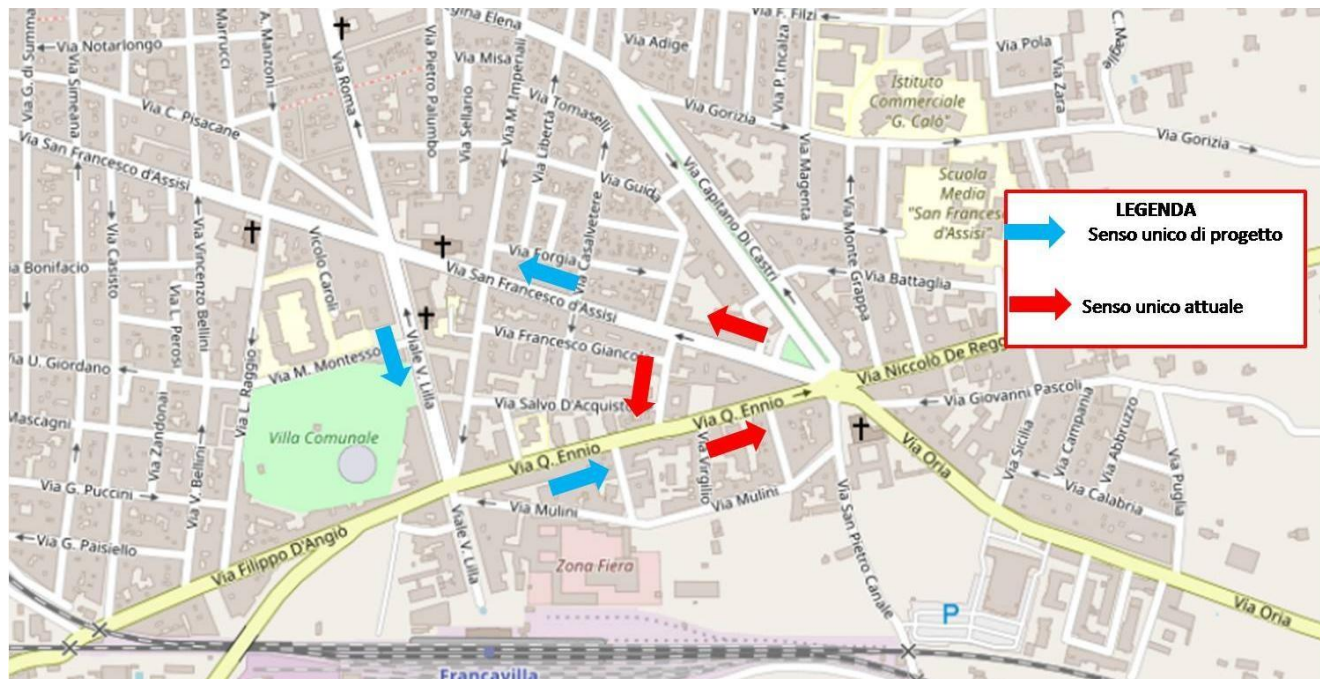 Via Notarlongo
Via G. di Summa
Via Simeana
Marrucci
A. Manzoni
Via Roma
Via Pietro Palumbo
Via Misa
Via Sellario
Via M. Imperiali
Via Libertà
gina Elena
Via Adige
Via Tomaselli
Via F. Filzi
Via P. Incalza
Via Gorizia
Istituto
Commerciale
"G. Calò"
Via Pola
Via Zara
C. Maglie
Via Gorizia
Via C. Pisacane
Via San Francesco d'Assisi
Via Guida
Via Capitano Di Castri
Via Magenta
Scuola
Media
"San Francesc
d'Assisi"
LEGENDA
Senso unico di progetto
Senso unico attuale
Bonifacio
Via Casisto
Via L. Perosi
Via Vincenzo Bellini
Vicolo Caroli
Via Forgia
Via Casalvetere
Via San Francesco d'Assisi
Via Monte Grappa
Via Battaglia
Via U. Giordano
Via L. Raggio
Via M. Montesso
Viale V. Lilla
Via Francesco Gianco
Via Niccolò De Regg
Via Giovanni Pascoli
Mascagni
Via Zandonai
Villa Comunale
Via Salvo D'Acquisto
Via Q. Ennio
Via Q. Ennio
Via Virgilio
Via Oria
Via Sicilia
Via Campania
Via Abbruzzo
Via Puglia
Via G. Puccini
Via V. Bellini
Via Mulini
Via Mulini
Via Calabria
Via G. Paisiello
Via Filippo D'Angiò
Viale V. Lilla
Zona Fiera
Via San Pietro Canale
P
Via Oria
Francavilla